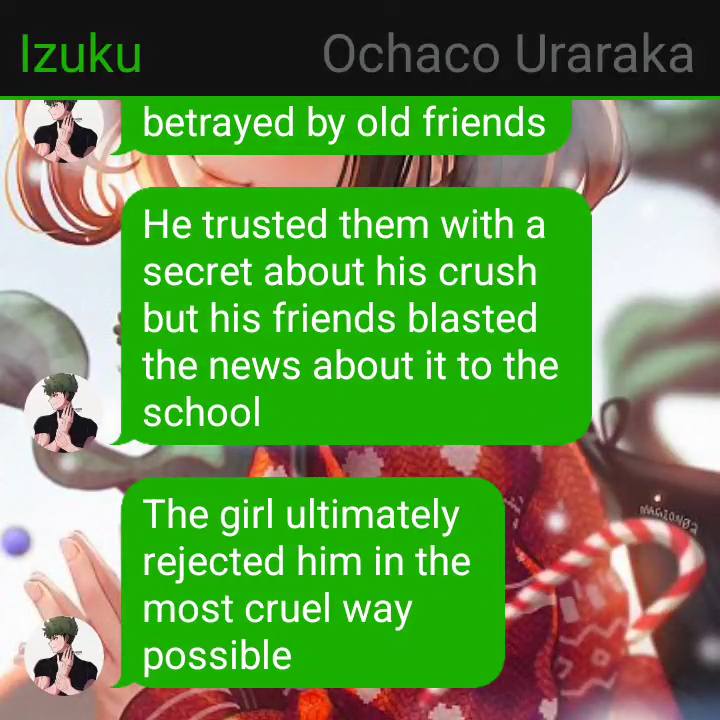 Izuku
Ochaco Uraraka
betrayed by old friends
He trusted them with a
secret about his crush
but his friends blasted
the news about it to the
school
The girl ultimately
rejected him in the
most cruel way
possible